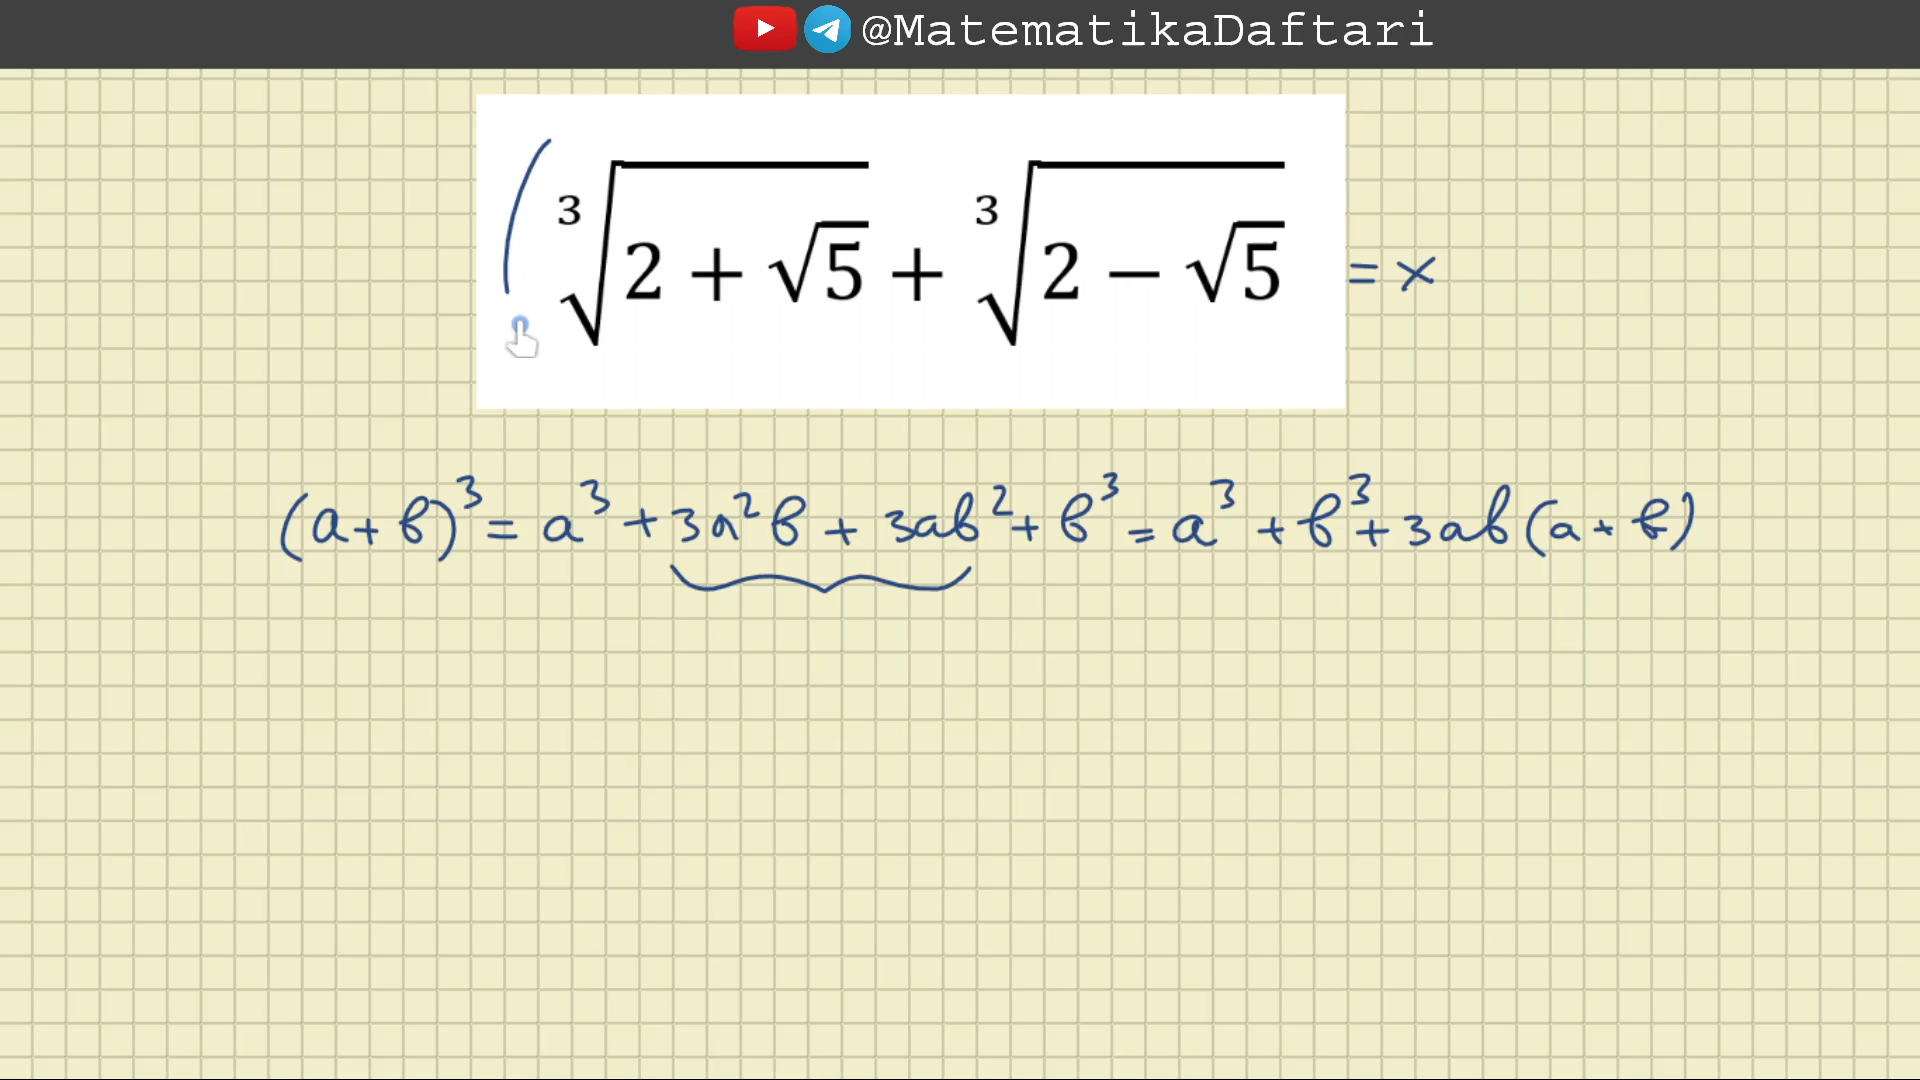 @MatematikaDaftari
(∛(2 + √5) + ∛(2 − √5) = x
(a + b)³ = a³ + 3a²b + 3ab² + b³ = a³ + b³ + 3ab(a + b)